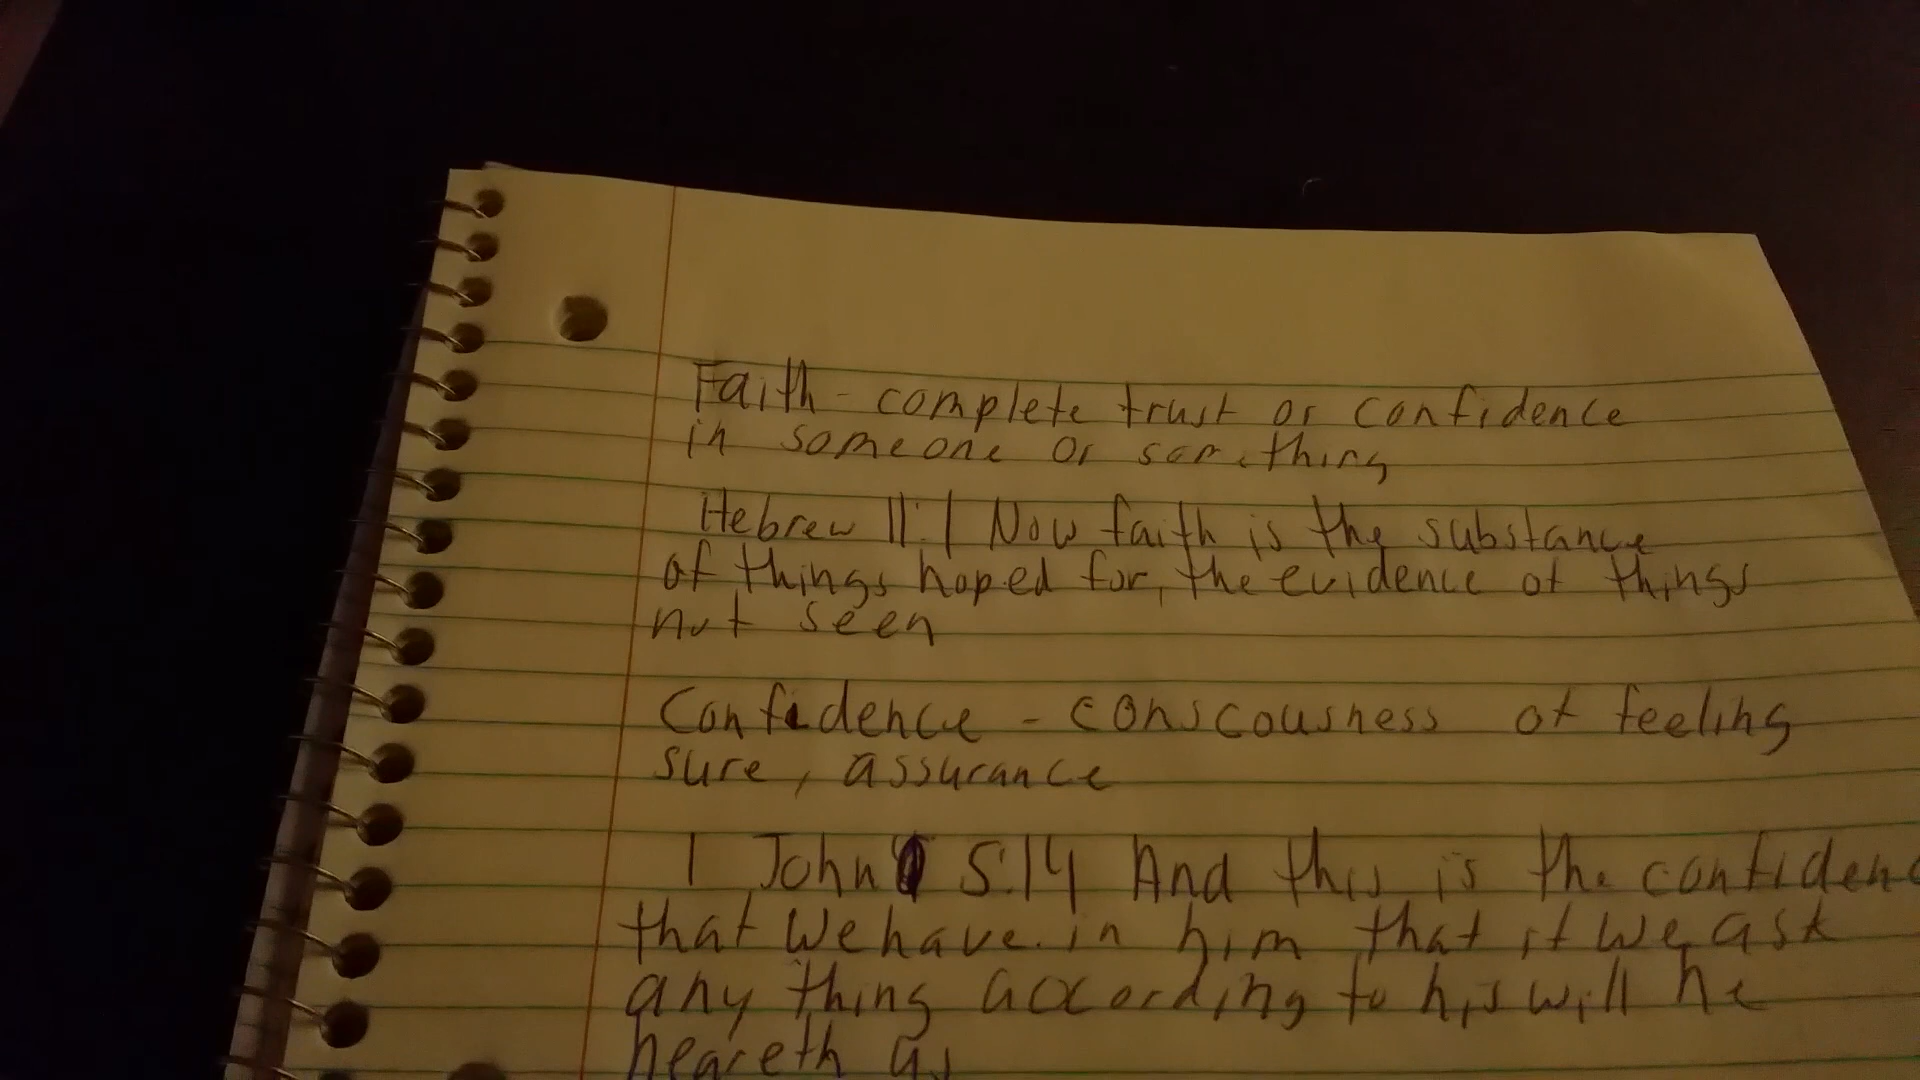 Faith - complete trust or confidence
in someone or something
Hebrew 11:1 Now faith is the substance
of things hoped for, the evidence of things
not seen
Confidence - conscousness of feeling
sure, assurance
1 John 5:14 And this is the confidenc
that we have in him that if we ask
any thing according to his will he
heareth us